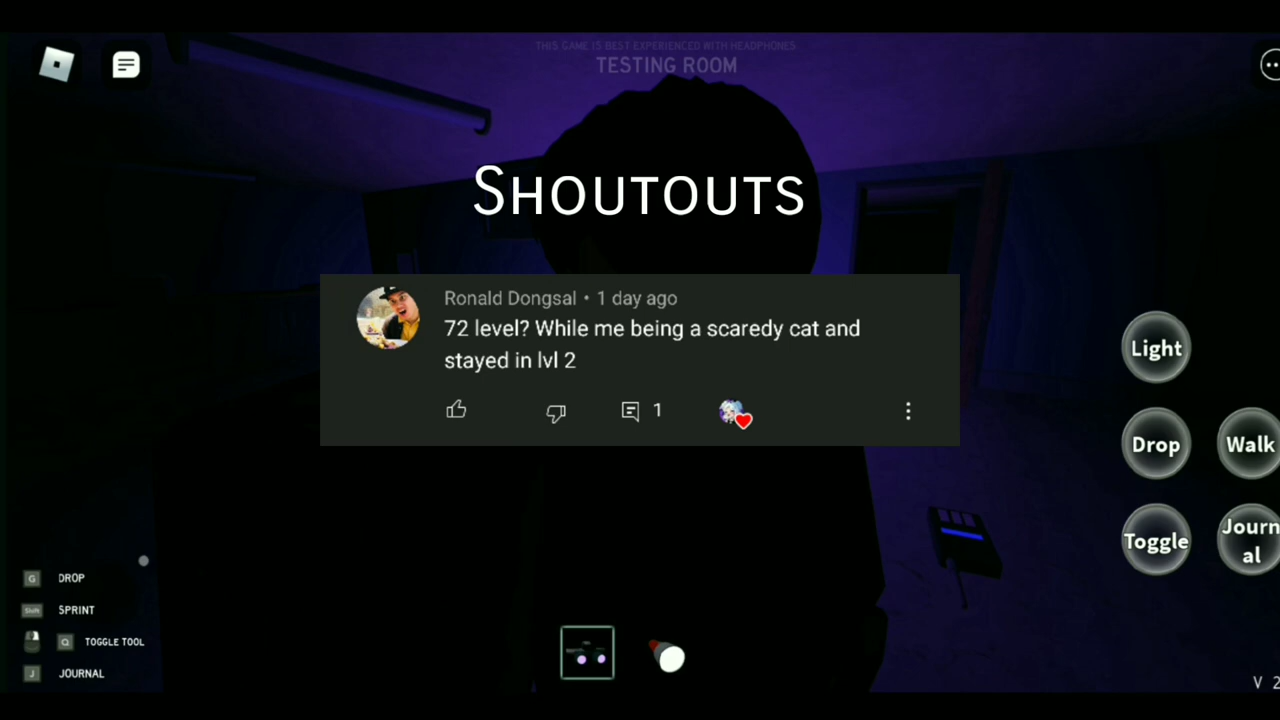 THIS GAME IS BEST EXPERIENCED WITH HEADPHONES
TESTING ROOM
SHOUTOUTS
Ronald Dongsal • 1 day ago
72 level? While me being a scaredy cat and
stayed in lvl 2
1
Light
Drop
Walk
Toggle
Journ
al
G DROP
Shift SPRINT
Q TOGGLE TOOL
J JOURNAL
V 2